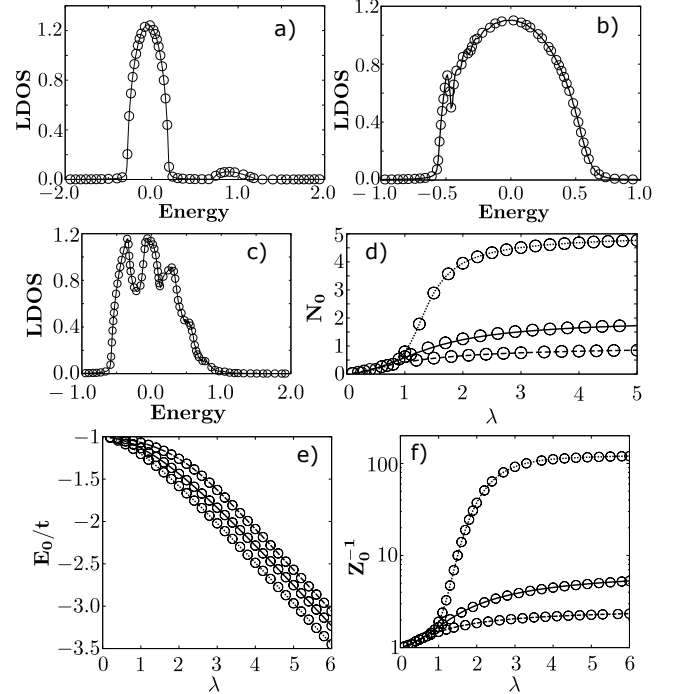 1.2
0.8
0.4
0.0
LDOS
a)
−2.0 0.0 1.0 2.0
Energy
1.2
0.8
0.4
0.0
LDOS
b)
−1.0 −0.5 0.0 0.5 1.0
Energy
1.2
0.8
0.4
0.0
LDOS
c)
−1.0 0.0 1.0 2.0
Energy
5
4
3
2
1
0
N₀
d)
0 1 2 3 4 5
λ
−1
−1.5
−2
−2.5
−3.0
−3.5
E₀/t
e)
0 1 2 3 4 5 6
λ
100
10
1
Z₀⁻¹
f)
0 1 2 3 4 5 6
λ